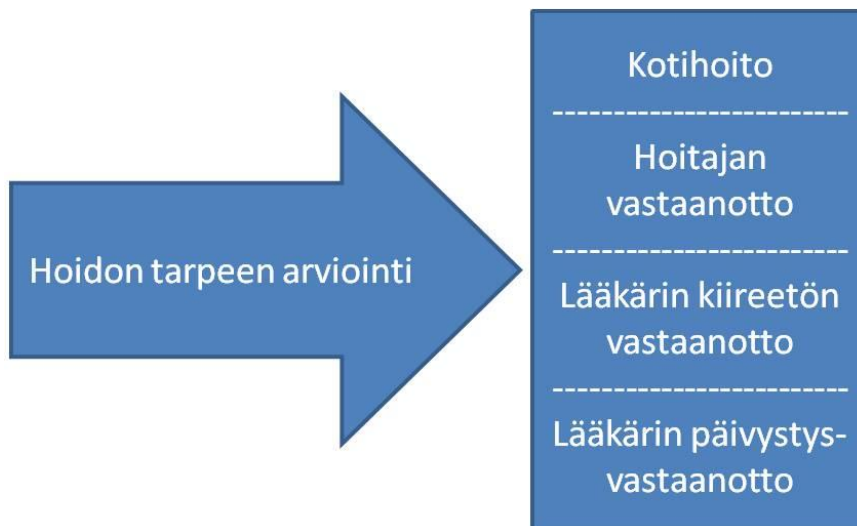 Hoidon tarpeen arviointi
Kotihoito
--------------------------
Hoitajan
vastaanotto
--------------------------
Lääkärin kiireetön
vastaanotto
--------------------------
Lääkärin päivystys-
vastaanotto